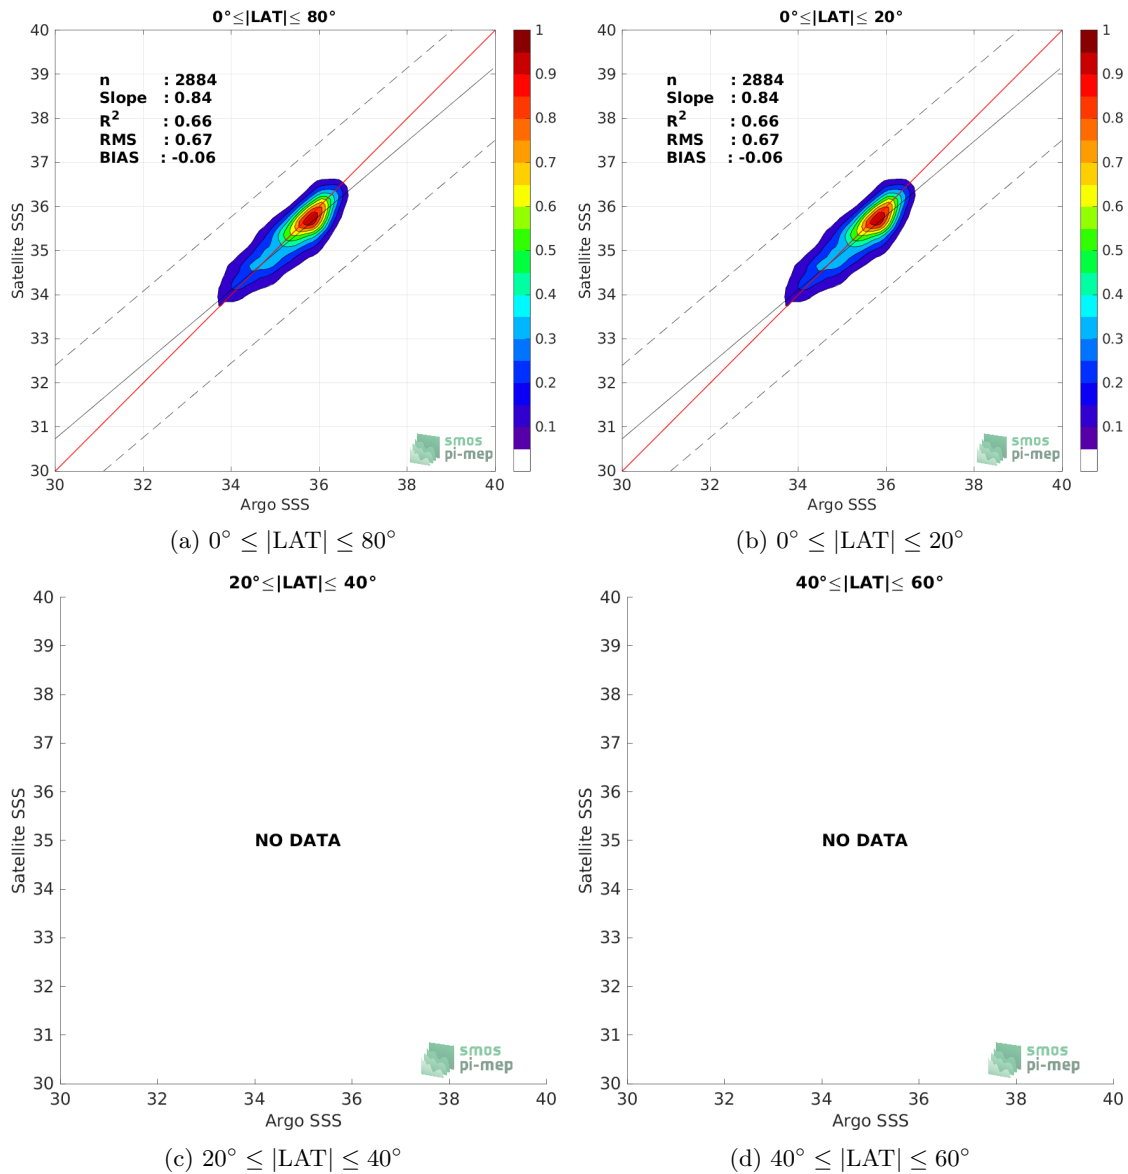 0°≤|LAT|≤ 80°
40
39
38
37
36
35
34
33
32
31
30
Satellite SSS
n : 2884
Slope : 0.84
R² : 0.66
RMS : 0.67
BIAS : -0.06
smos
pi-mep
30 32 34 36 38 40
Argo SSS
1
0.9
0.8
0.7
0.6
0.5
0.4
0.3
0.2
0.1
(a) 0° ≤ |LAT| ≤ 80°
0°≤|LAT|≤ 20°
40
39
38
37
36
35
34
33
32
31
30
Satellite SSS
n : 2884
Slope : 0.84
R² : 0.66
RMS : 0.67
BIAS : -0.06
smos
pi-mep
30 32 34 36 38 40
Argo SSS
1
0.9
0.8
0.7
0.6
0.5
0.4
0.3
0.2
0.1
(b) 0° ≤ |LAT| ≤ 20°
20°≤|LAT|≤ 40°
40
39
38
37
36
35
34
33
32
31
30
Satellite SSS
NO DATA
smos
pi-mep
30 32 34 36 38 40
Argo SSS
(c) 20° ≤ |LAT| ≤ 40°
40°≤|LAT|≤ 60°
40
39
38
37
36
35
34
33
32
31
30
Satellite SSS
NO DATA
smos
pi-mep
30 32 34 36 38 40
Argo SSS
(d) 40° ≤ |LAT| ≤ 60°